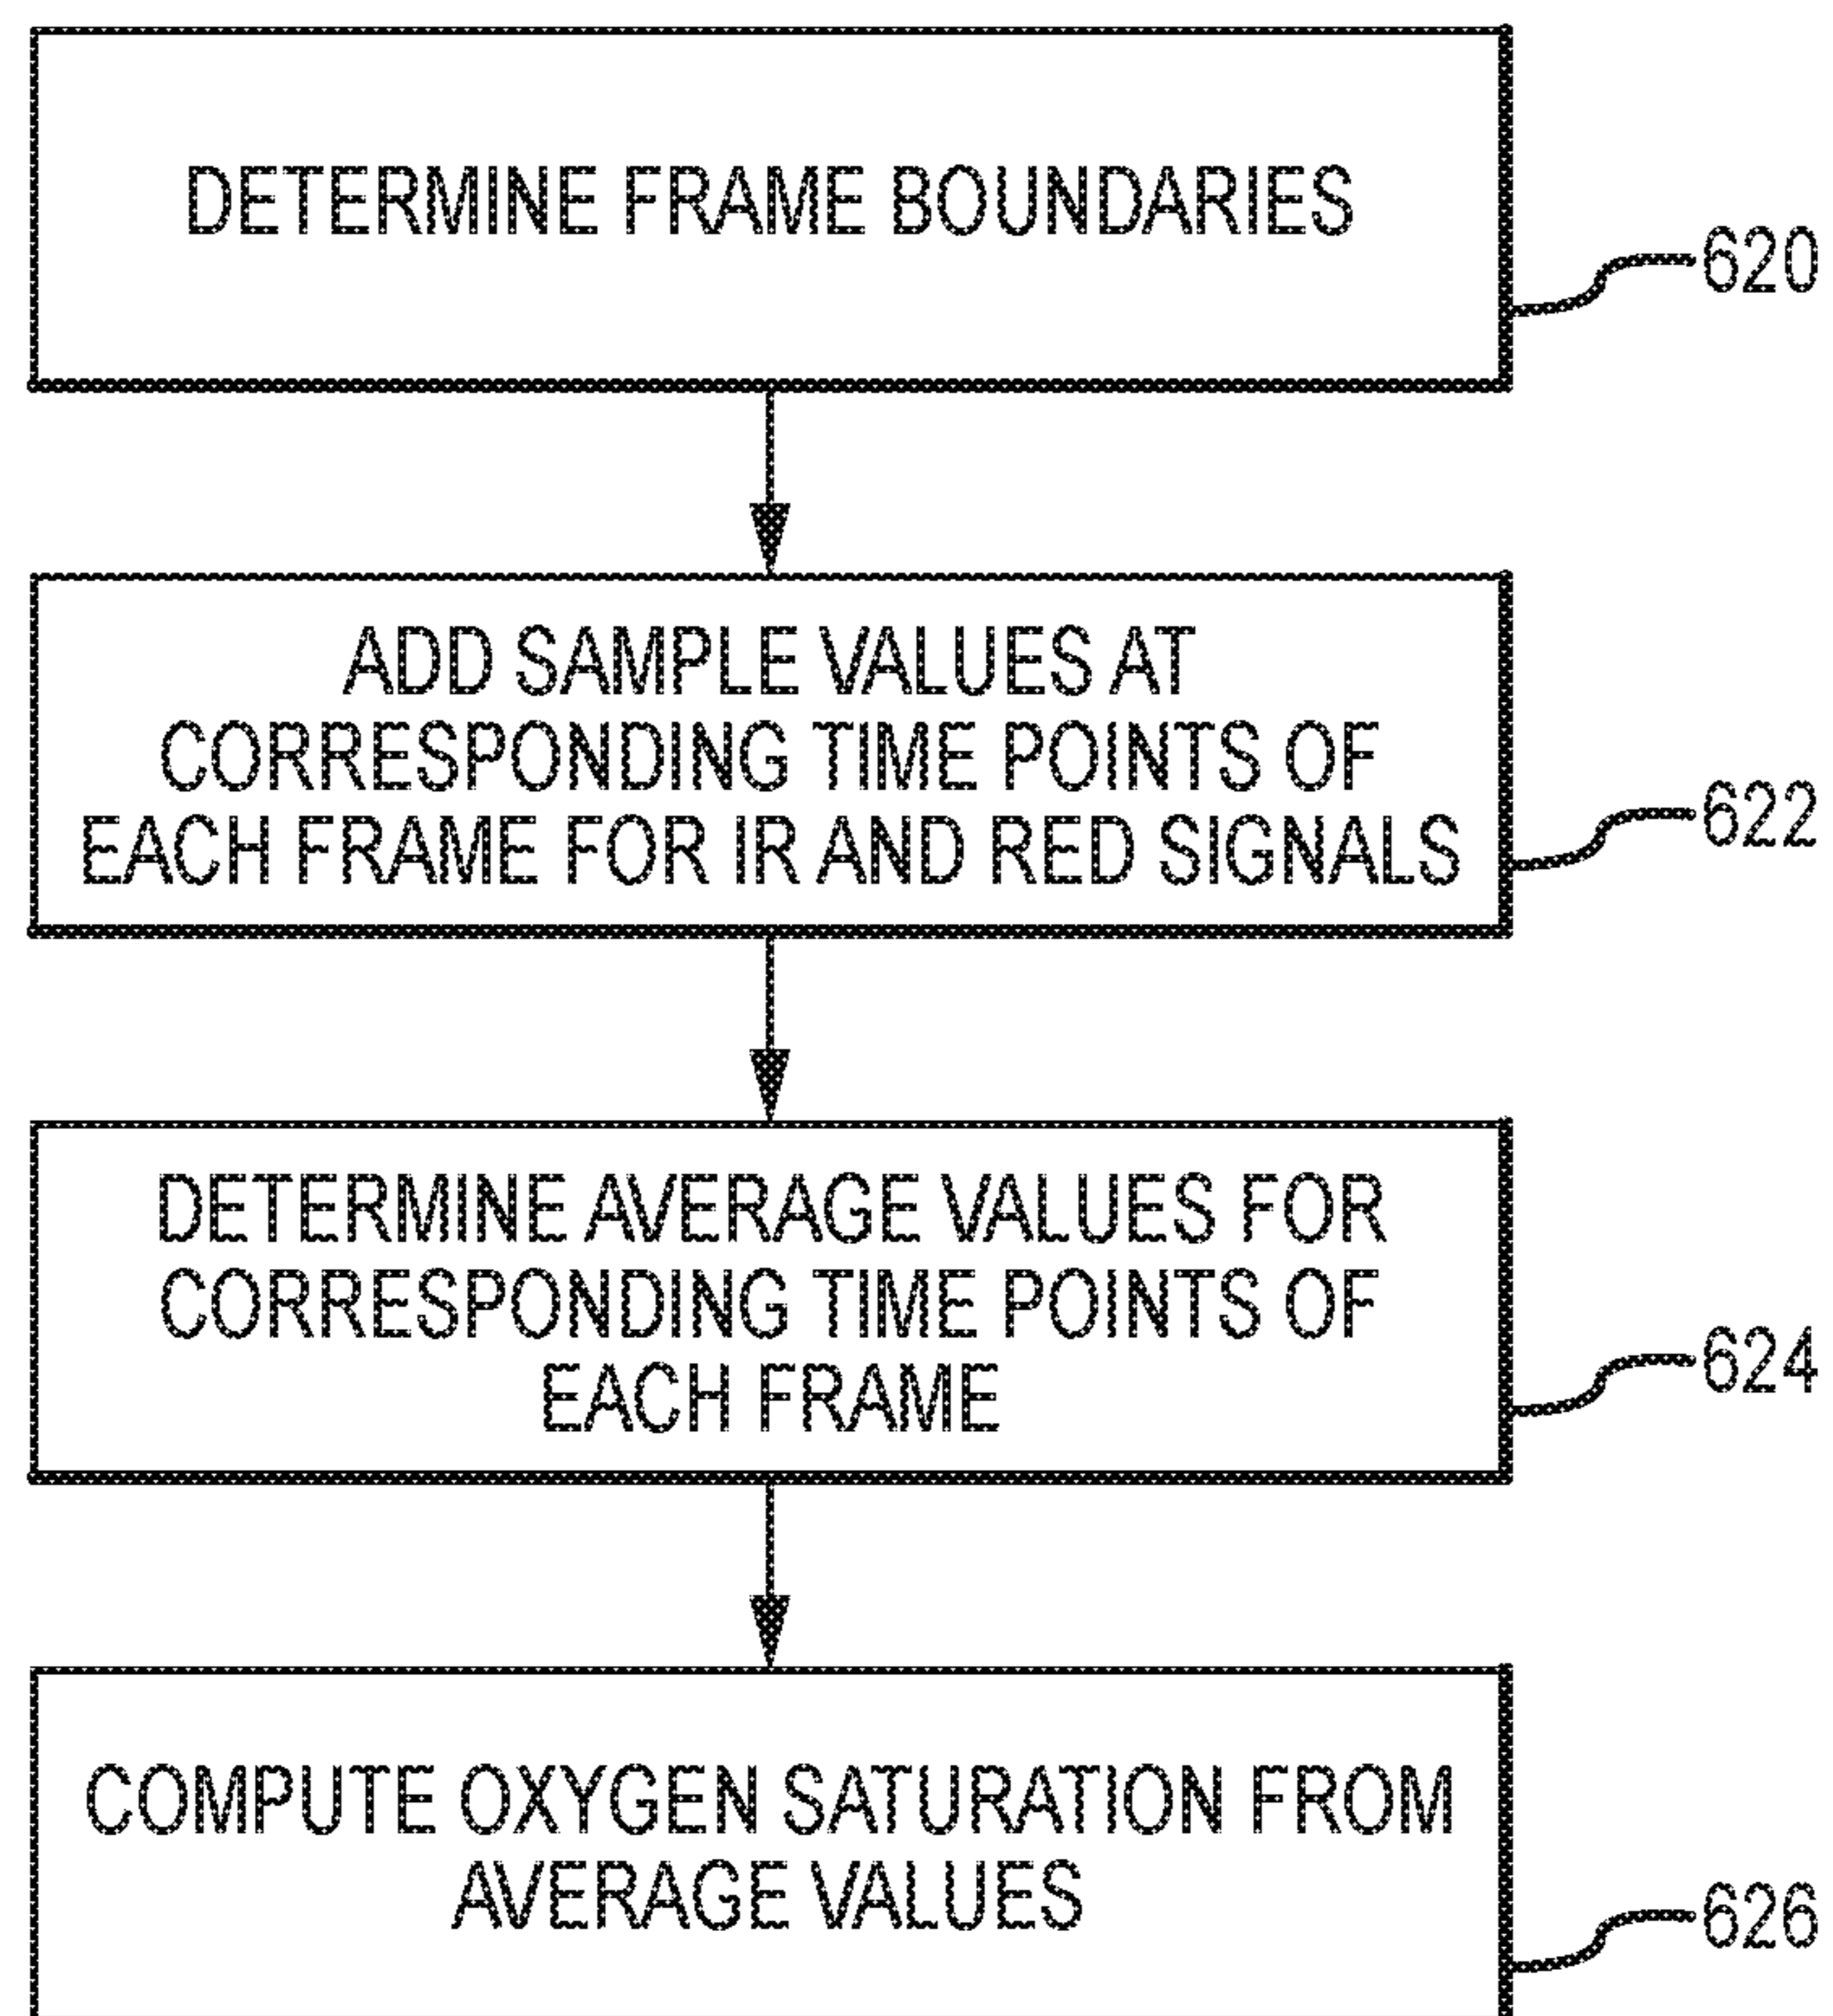 DETERMINE FRAME BOUNDARIES
620
ADD SAMPLE VALUES AT
CORRESPONDING TIME POINTS OF
EACH FRAME FOR IR AND RED SIGNALS
622
DETERMINE AVERAGE VALUES FOR
CORRESPONDING TIME POINTS OF
EACH FRAME
624
COMPUTE OXYGEN SATURATION FROM
AVERAGE VALUES
626